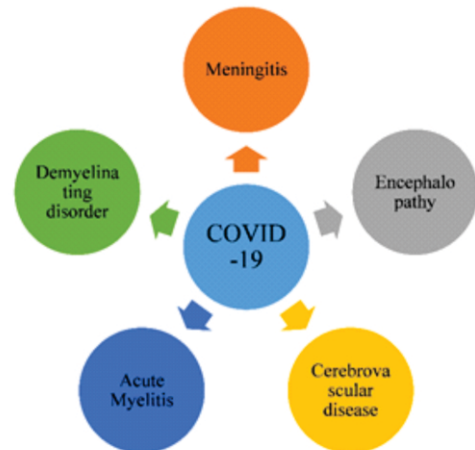 Meningitis
Demyelina
ting
disorder
Encephalo
pathy
COVID
-19
Acute
Myelitis
Cerebrova
scular
disease